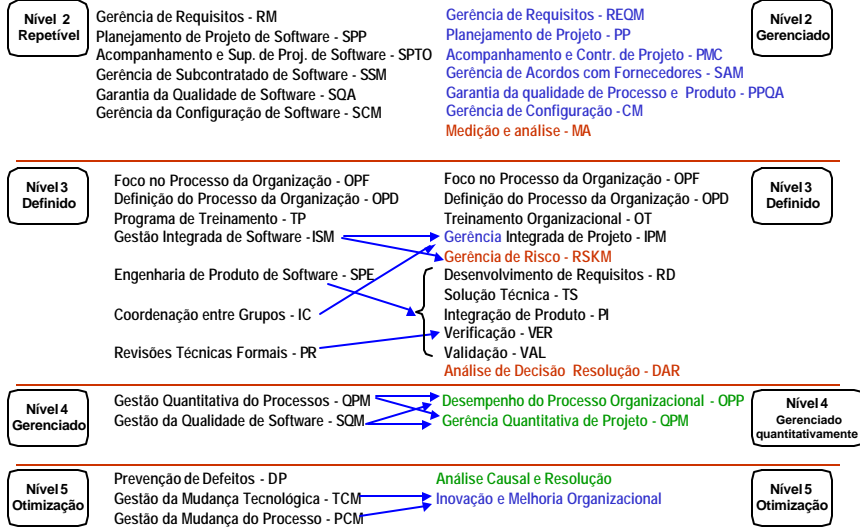 Nível 2
Repetível
Gerência de Requisitos - RM
Planejamento de Projeto de Software - SPP
Acompanhamento e Sup. de Proj. de Software - SPTO
Gerência de Subcontratado de Software - SSM
Garantia da Qualidade de Software - SQA
Gerência da Configuração de Software - SCM
Gerência de Requisitos - REQM
Planejamento de Projeto - PP
Acompanhamento e Contr. de Projeto - PMC
Gerência de Acordos com Fornecedores - SAM
Garantia da qualidade de Processo e Produto - PPQA
Gerência de Configuração - CM
Medição e análise - MA
Nível 2
Gerenciado
Nível 3
Definido
Foco no Processo da Organização - OPF
Definição do Processo da Organização - OPD
Programa de Treinamento - TP
Gestão Integrada de Software - ISM
Engenharia de Produto de Software - SPE
Coordenação entre Grupos - IC
Revisões Técnicas Formais - PR
Foco no Processo da Organização - OPF
Definição do Processo da Organização - OPD
Treinamento Organizacional - OT
Gerência Integrada de Projeto - IPM
Gerência de Risco - RSKM
Desenvolvimento de Requisitos - RD
Solução Técnica - TS
Integração de Produto - PI
Verificação - VER
Validação - VAL
Análise de Decisão Resolução - DAR
Nível 3
Definido
Nível 4
Gerenciado
Gestão Quantitativa do Processos - QPM
Gestão da Qualidade de Software - SQM
Desempenho do Processo Organizacional - OPP
Gerência Quantitativa de Projeto - QPM
Nível 4
Gerenciado
quantitativamente
Nível 5
Otimização
Prevenção de Defeitos - DP
Gestão da Mudança Tecnológica - TCM
Gestão da Mudança do Processo - PCM
Análise Causal e Resolução
Inovação e Melhoria Organizacional
Nível 5
Otimização